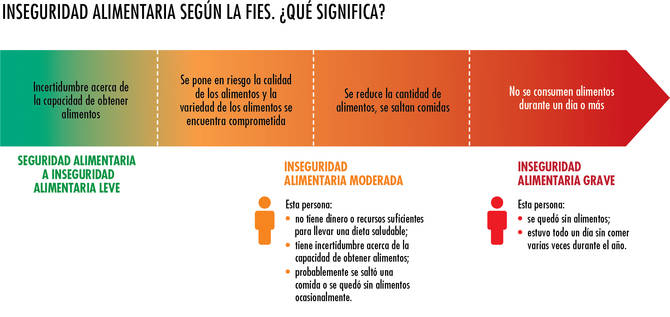 INSEGURIDAD ALIMENTARIA SEGÚN LA FIES. ¿QUÉ SIGNIFICA?
Incertidumbre acerca de
la capacidad de obtener
alimentos
Se pone en riesgo la calidad
de los alimentos y la
variedad de los alimentos se
encuentra comprometida
Se reduce la cantidad de
alimentos, se saltan comidas
No se consumen alimentos
durante un día o más
SEGURIDAD ALIMENTARIA
A INSEGURIDAD
ALIMENTARIA LEVE
INSEGURIDAD
ALIMENTARIA MODERADA
Esta persona:
• no tiene dinero o recursos suficientes
para llevar una dieta saludable;
• tiene incertidumbre acerca de la
capacidad de obtener alimentos;
• probablemente se saltó una
comida o se quedó sin alimentos
ocasionalmente.
INSEGURIDAD
ALIMENTARIA GRAVE
Esta persona:
• se quedó sin alimentos;
• estuvo todo un día sin comer
varias veces durante el año.